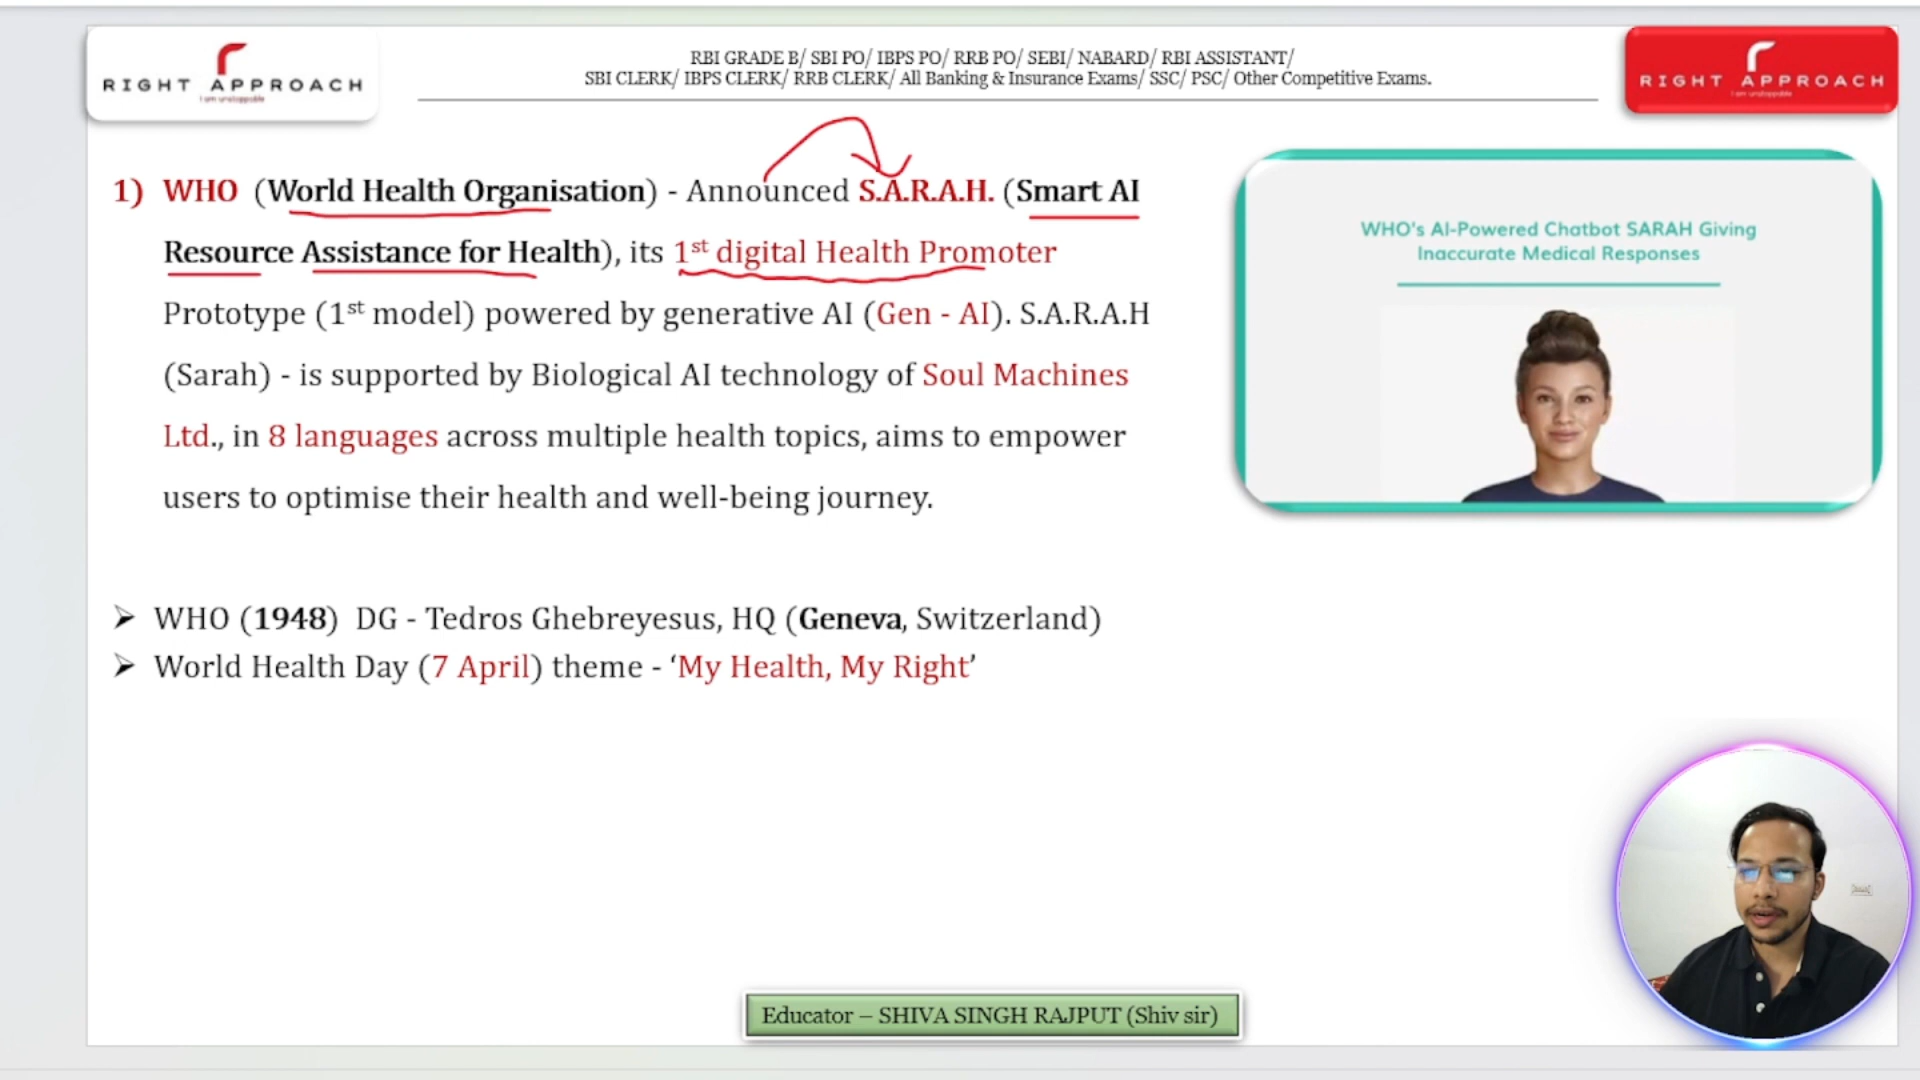 RIGHT APPROACH
I am unstoppable
RBI GRADE B/ SBI PO/ IBPS PO/ RRB PO/ SEBI/ NABARD/ RBI ASSISTANT/
SBI CLERK/ IBPS CLERK/ RRB CLERK/ All Banking & Insurance Exams/ SSC/ PSC/ Other Competitive Exams.
RIGHT APPROACH
I am unstoppable
1) WHO (World Health Organisation) - Announced S.A.R.A.H. (Smart AI
Resource Assistance for Health), its 1st digital Health Promoter
Prototype (1st model) powered by generative AI (Gen - AI). S.A.R.A.H
(Sarah) - is supported by Biological AI technology of Soul Machines
Ltd., in 8 languages across multiple health topics, aims to empower
users to optimise their health and well-being journey.
WHO's AI-Powered Chatbot SARAH Giving
Inaccurate Medical Responses
➢ WHO (1948) DG - Tedros Ghebreyesus, HQ (Geneva, Switzerland)
➢ World Health Day (7 April) theme - ‘My Health, My Right’
Educator – SHIVA SINGH RAJPUT (Shiv sir)